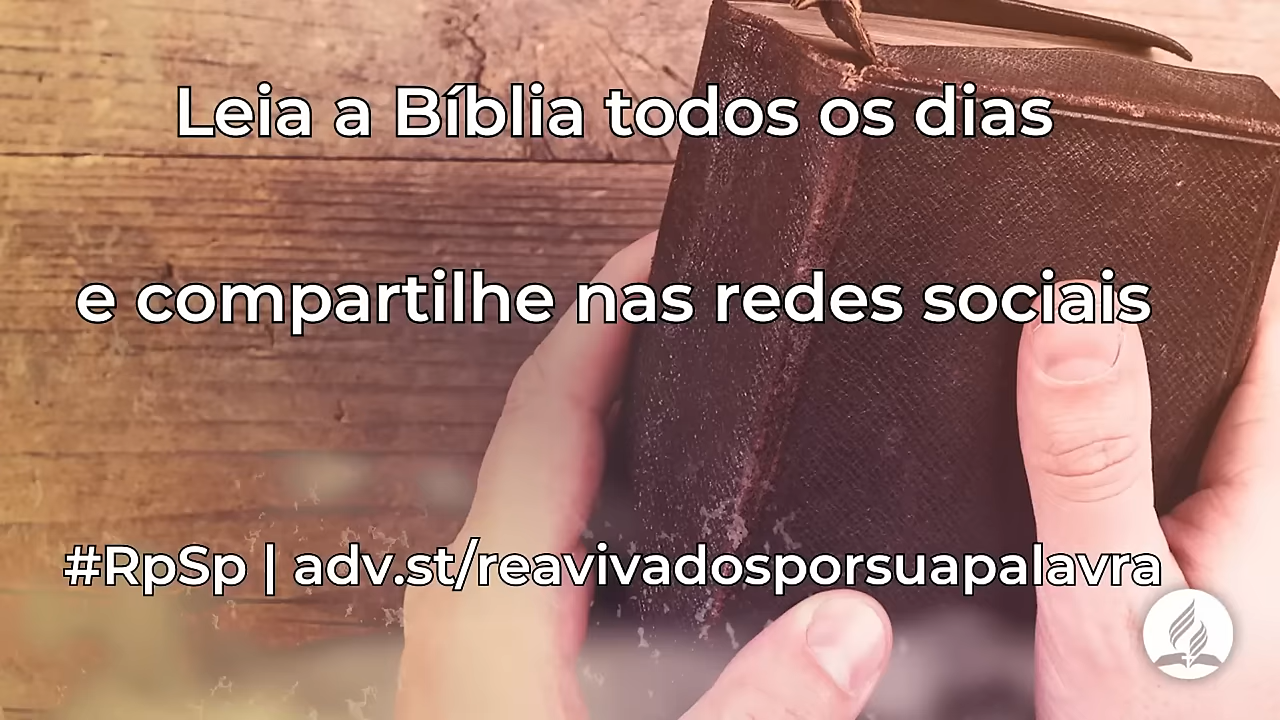 Leia a Bíblia todos os dias
e compartilhe nas redes sociais
#RpSp | adv.st/reavivadosporsuapalavra